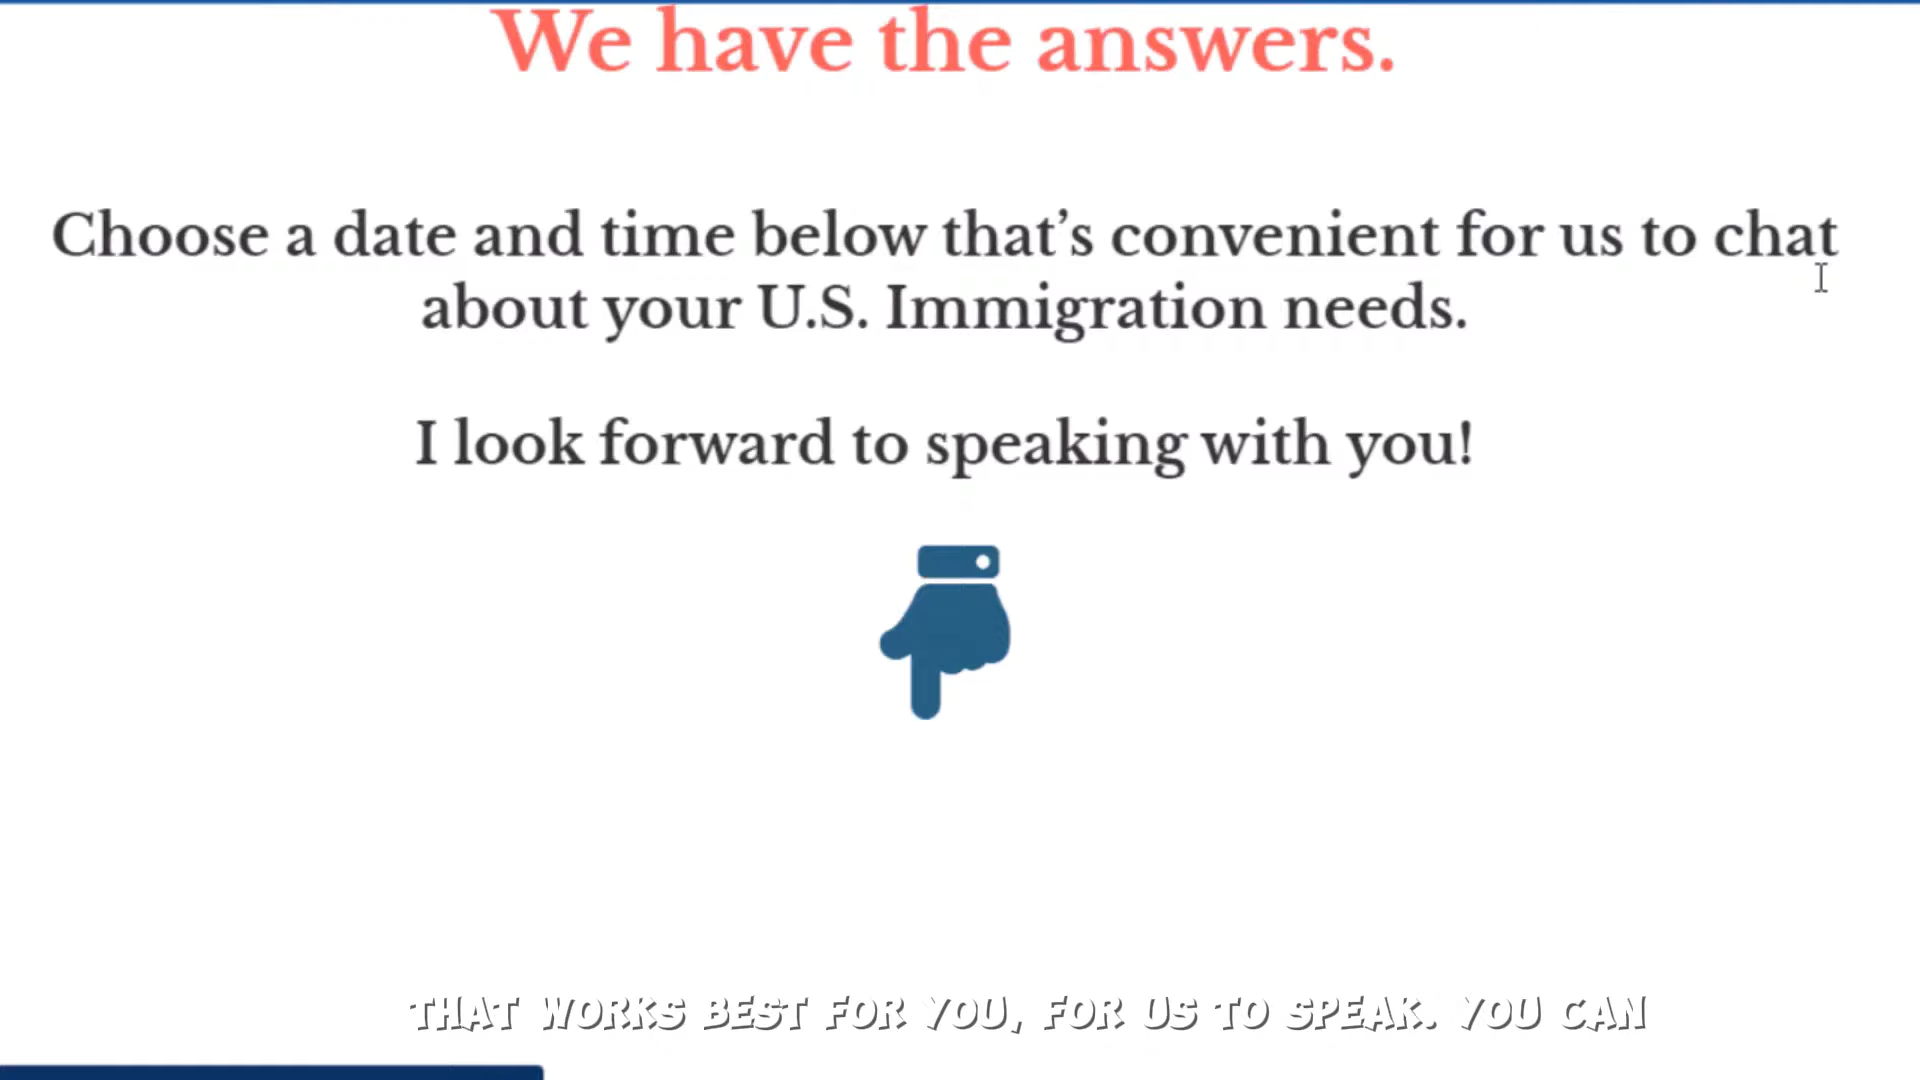 We have the answers.
Choose a date and time below that’s convenient for us to chat
about your U.S. Immigration needs.
I look forward to speaking with you!
THAT WORKS BEST FOR YOU, FOR US TO SPEAK. YOU CAN